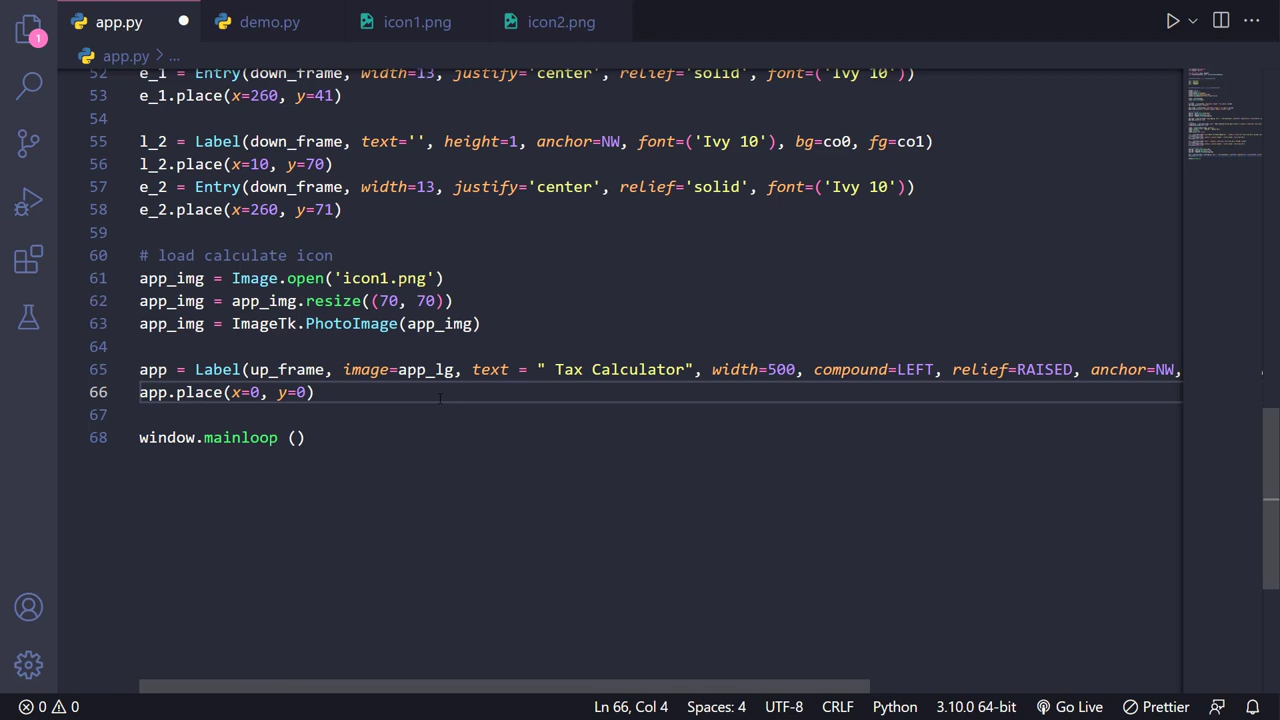 app.py
demo.py
icon1.png
icon2.png
1
app.py > ...
52 e_1 = Entry(down_frame, width=13, justify='center', relief='solid', font=('Ivy 10'))
53 e_1.place(x=260, y=41)
54
55 l_2 = Label(down_frame, text='', height=1, anchor=NW, font=('Ivy 10'), bg=co0, fg=co1)
56 l_2.place(x=10, y=70)
57 e_2 = Entry(down_frame, width=13, justify='center', relief='solid', font=('Ivy 10'))
58 e_2.place(x=260, y=71)
59
60 # load calculate icon
61 app_img = Image.open('icon1.png')
62 app_img = app_img.resize((70, 70))
63 app_img = ImageTk.PhotoImage(app_img)
64
65 app = Label(up_frame, image=app_lg, text = " Tax Calculator", width=500, compound=LEFT, relief=RAISED, anchor=NW,
66 app.place(x=0, y=0)
67
68 window.mainloop ()
0 0 Ln 66, Col 4 Spaces: 4 UTF-8 CRLF Python 3.10.0 64-bit Go Live Prettier